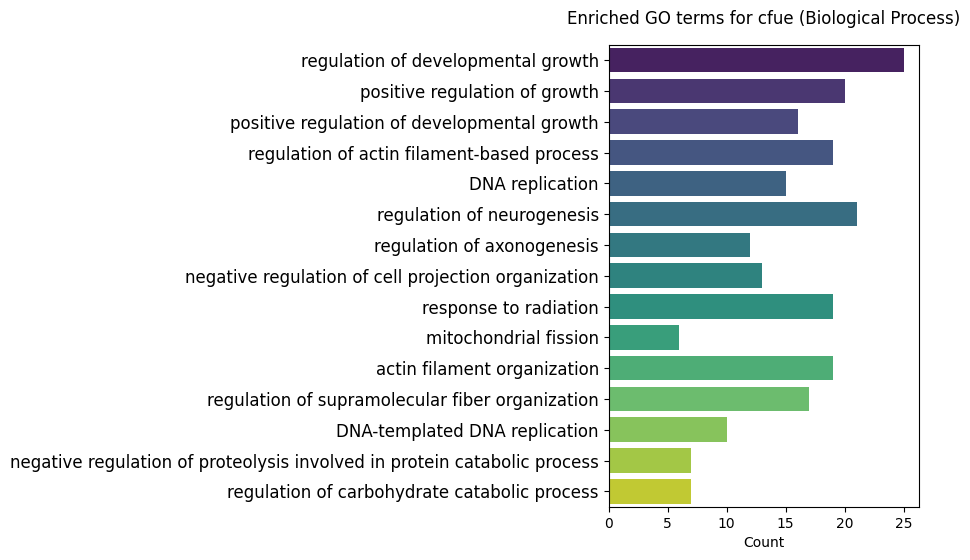 Enriched GO terms for cfue (Biological Process)
regulation of developmental growth
positive regulation of growth
positive regulation of developmental growth
regulation of actin filament-based process
DNA replication
regulation of neurogenesis
regulation of axonogenesis
negative regulation of cell projection organization
response to radiation
mitochondrial fission
actin filament organization
regulation of supramolecular fiber organization
DNA-templated DNA replication
negative regulation of proteolysis involved in protein catabolic process
regulation of carbohydrate catabolic process
0 5 10 15 20 25
Count